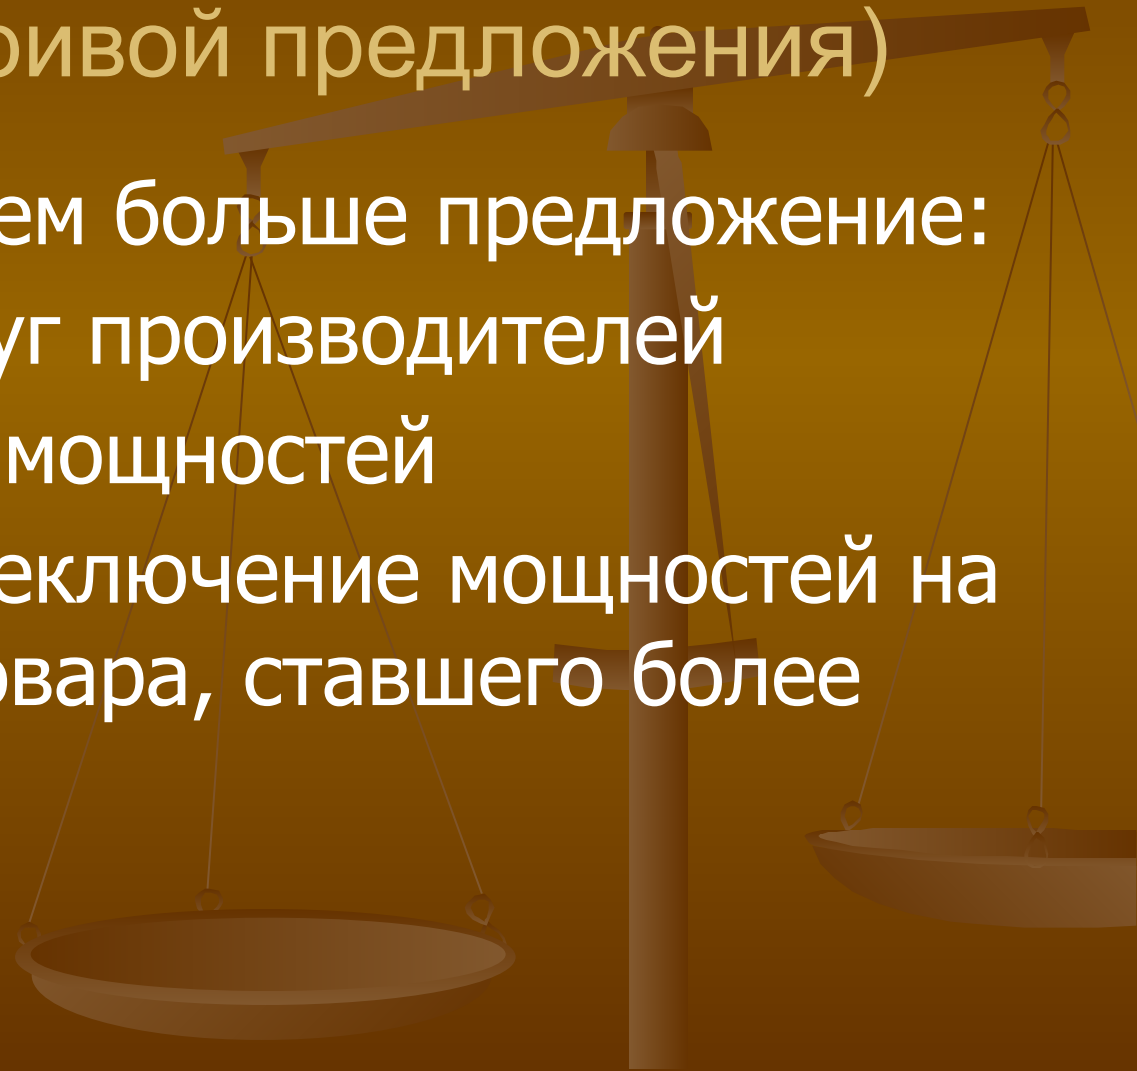 ривой предложения)
ем больше предложение:
уг производителей
мощностей
еключение мощностей на
овара, ставшего более